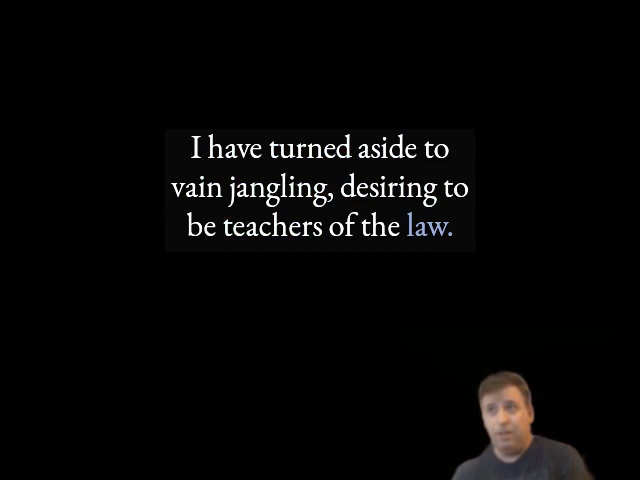 I have turned aside to
vain jangling, desiring to
be teachers of the law.